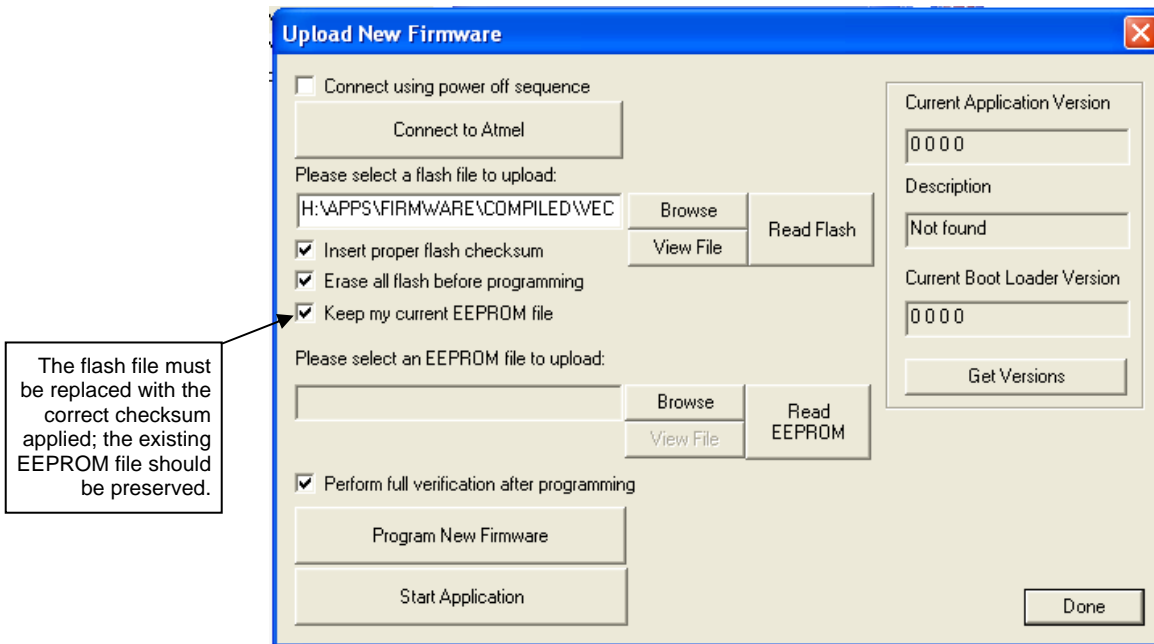 Upload New Firmware
Connect using power off sequence
Connect to Atmel
Please select a flash file to upload:
H:\APPS\FIRMWARE\COMPILED\VEC
Browse
View File
Read Flash
Insert proper flash checksum
Erase all flash before programming
Keep my current EEPROM file
Please select an EEPROM file to upload:
Browse
View File
Read
EEPROM
Perform full verification after programming
Program New Firmware
Start Application
Current Application Version
0 0 0 0
Description
Not found
Current Boot Loader Version
0 0 0 0
Get Versions
Done
The flash file must
be replaced with the
correct checksum
applied; the existing
EEPROM file should
be preserved.